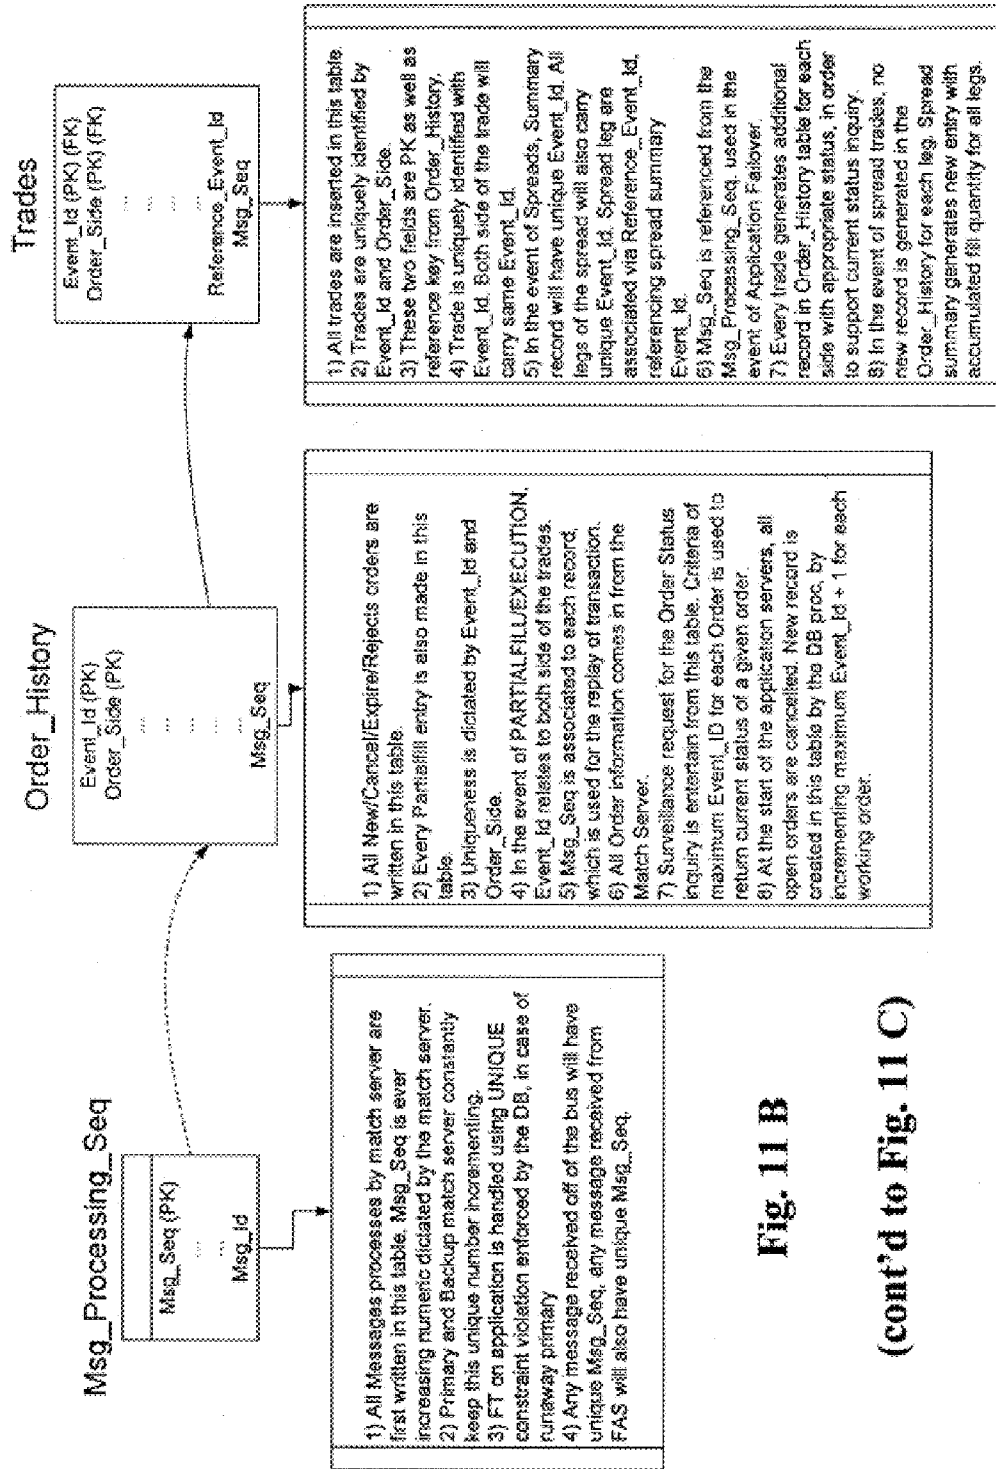 Msg_Processing_Seq
Msg_Seq (PK)
...
...
Msg_Id
1) All Messages processes by match server are
first written in this table. Msg_Seq is ever
increasing numeric dictated by the match server.
2) Primary and Backup match server constantly
keep this unique number incrementing.
3) FT on application is handled using UNIQUE
constraint violation enforced by the DB, in case of
runaway primary
4) Any message received off of the bus will have
unique Msg_Seq, any message received from
FAS will also have unique Msg_Seq.
Order_History
Event_Id (PK)
Order_Side (PK)
...
...
...
...
...
Msg_Seq
1) All New/Cancel/Expire/Rejects orders are
written in this table.
2) Every Partialfill entry is also made in this
table.
3) Uniqueness is dictated by Event_Id and
Order_Side.
4) In the event of PARTIALFILL/EXECUTION,
Event_Id relates to both side of the trades.
5) Msg_Seq is associated to each record,
which is used for the replay of transaction.
6) All Order information comes in from the
Match Server.
7) Surveillance request for the Order Status
inquiry is entertain from this table. Criteria of
maximum Event_ID for each Order is used to
return current status of a given order.
8) At the start of the application servers, all
open orders are cancelled. New record is
created in this table by the DB proc, by
incrementing maximum Event_Id + 1 for each
working order.
Trades
Event_Id (PK) (FK)
Order_Side (PK) (FK)
...
...
...
...
Reference_Event_Id
Msg_Seq
1) All trades are inserted in this table.
2) Trades are uniquely identified by
Event_Id and Order_Side.
3) These two fields are PK as well as
reference key from Order_History.
4) Trade is uniquely identified with
Event_Id. Both side of the trade will
carry same Event_Id.
5) In the event of Spreads, Summary
record will have unique Event_Id. All
legs of the spread will also carry
unique Event_Id. Spread leg are
associated via Reference_Event_Id,
referencing spread summary
Event_Id.
6) Msg_Seq is referenced from the
Msg_Processing_Seq, used in the
event of Application Failover.
7) Every trade generates additional
record in Order_History table for each
side with appropriate status, in order
to support current status inquiry.
8) In the event of spread trades, no
new record is generated in the
Order_History for each leg. Spread
summary generates new entry with
accumulated fill quantity for all legs.
Fig. 11 B
(cont'd to Fig. 11 C)